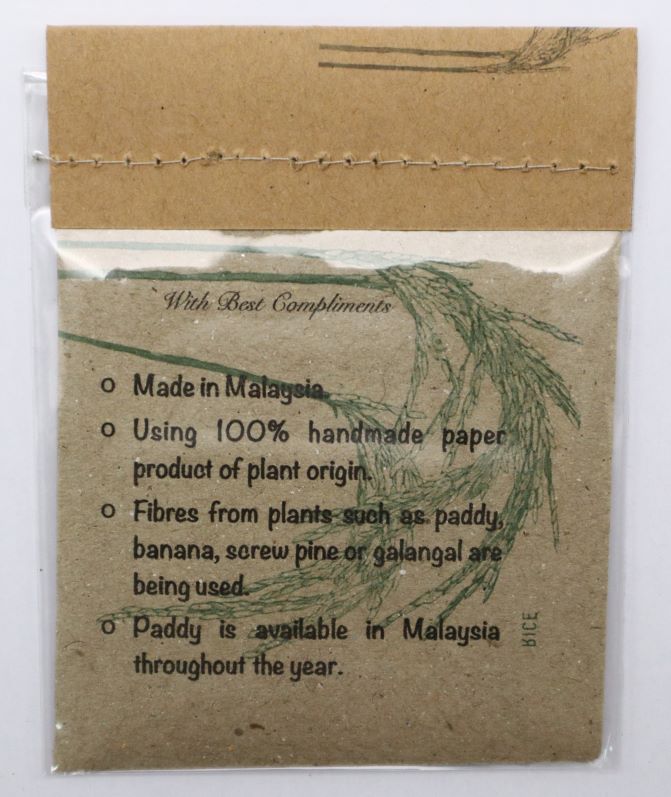 With Best Compliments
o Made in Malaysia.
o Using 100% handmade paper
product of plant origin.
o Fibres from plants such as paddy,
banana, screw pine or galangal are
being used.
o Paddy is available in Malaysia
throughout the year.
RICE